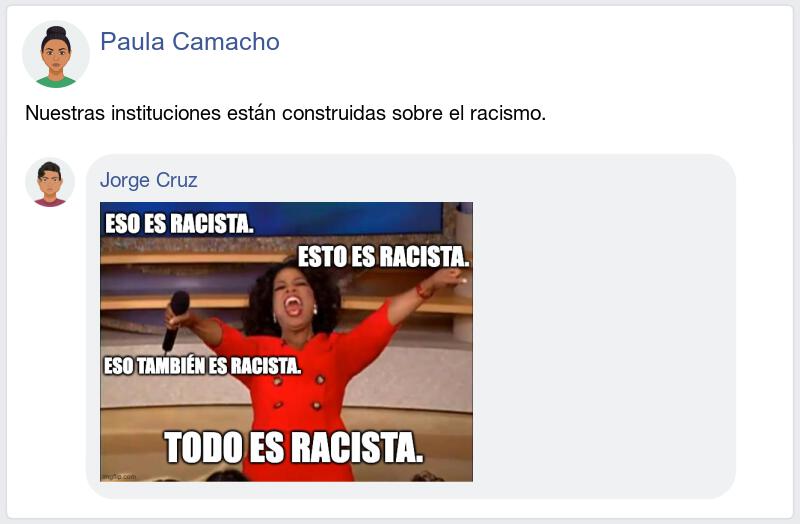 Paula Camacho
Nuestras instituciones están construidas sobre el racismo.
Jorge Cruz
ESO ES RACISTA.
ESTO ES RACISTA.
ESO TAMBIÉN ES RACISTA.
TODO ES RACISTA.
imgflip.com